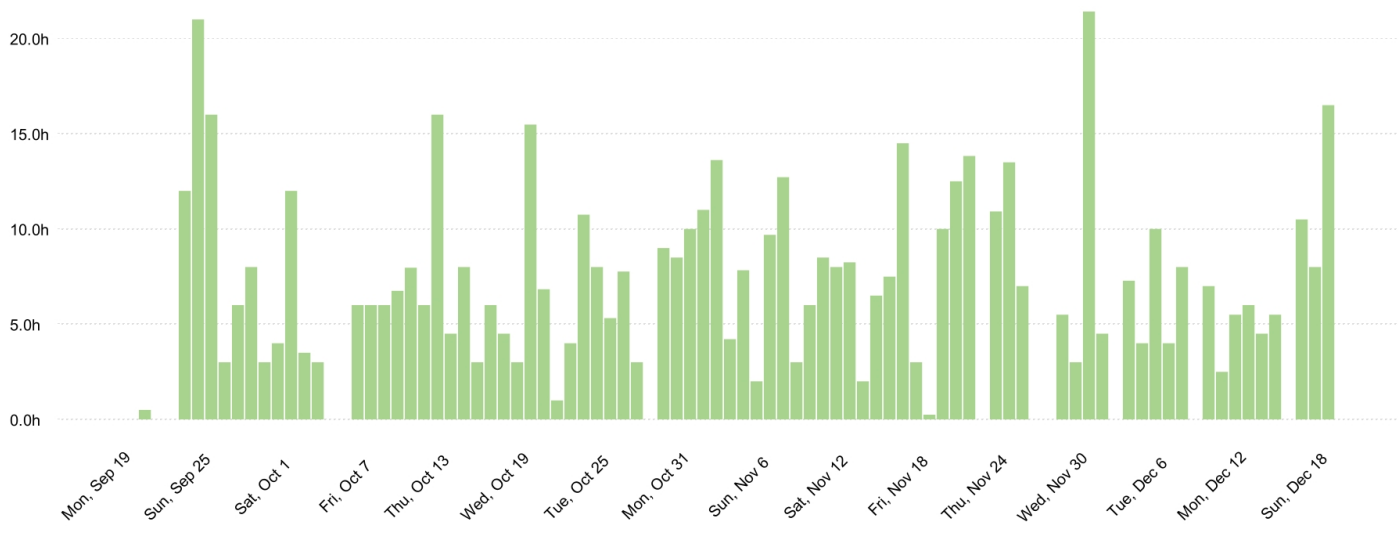 20.0h
15.0h
10.0h
5.0h
0.0h
Mon, Sep 19
Sun, Sep 25
Sat, Oct 1
Fri, Oct 7
Thu, Oct 13
Wed, Oct 19
Tue, Oct 25
Mon, Oct 31
Sun, Nov 6
Sat, Nov 12
Fri, Nov 18
Thu, Nov 24
Wed, Nov 30
Tue, Dec 6
Mon, Dec 12
Sun, Dec 18